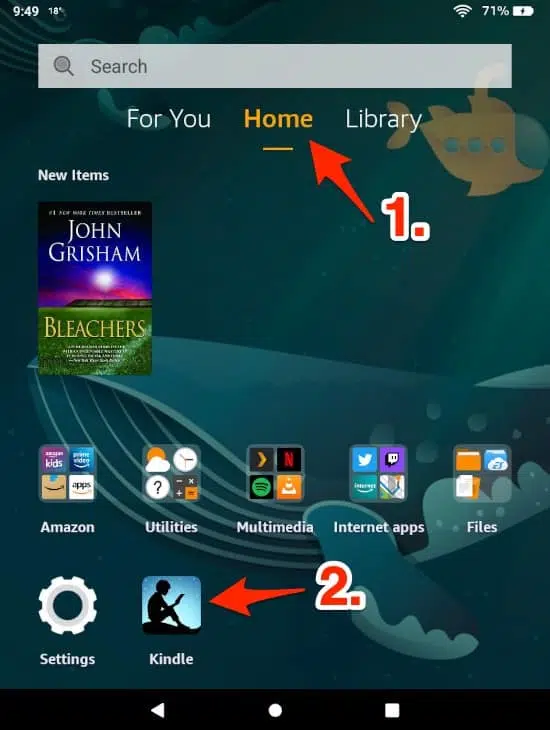 9:49 18° 71%
Search
For You Home Library
1.
New Items
#1 NEW YORK TIMES BESTSELLER
JOHN
GRISHAM
BLEACHERS
amazon
kids
prime
video
apps
internet
Amazon Utilities Multimedia Internet apps Files
2.
Settings Kindle